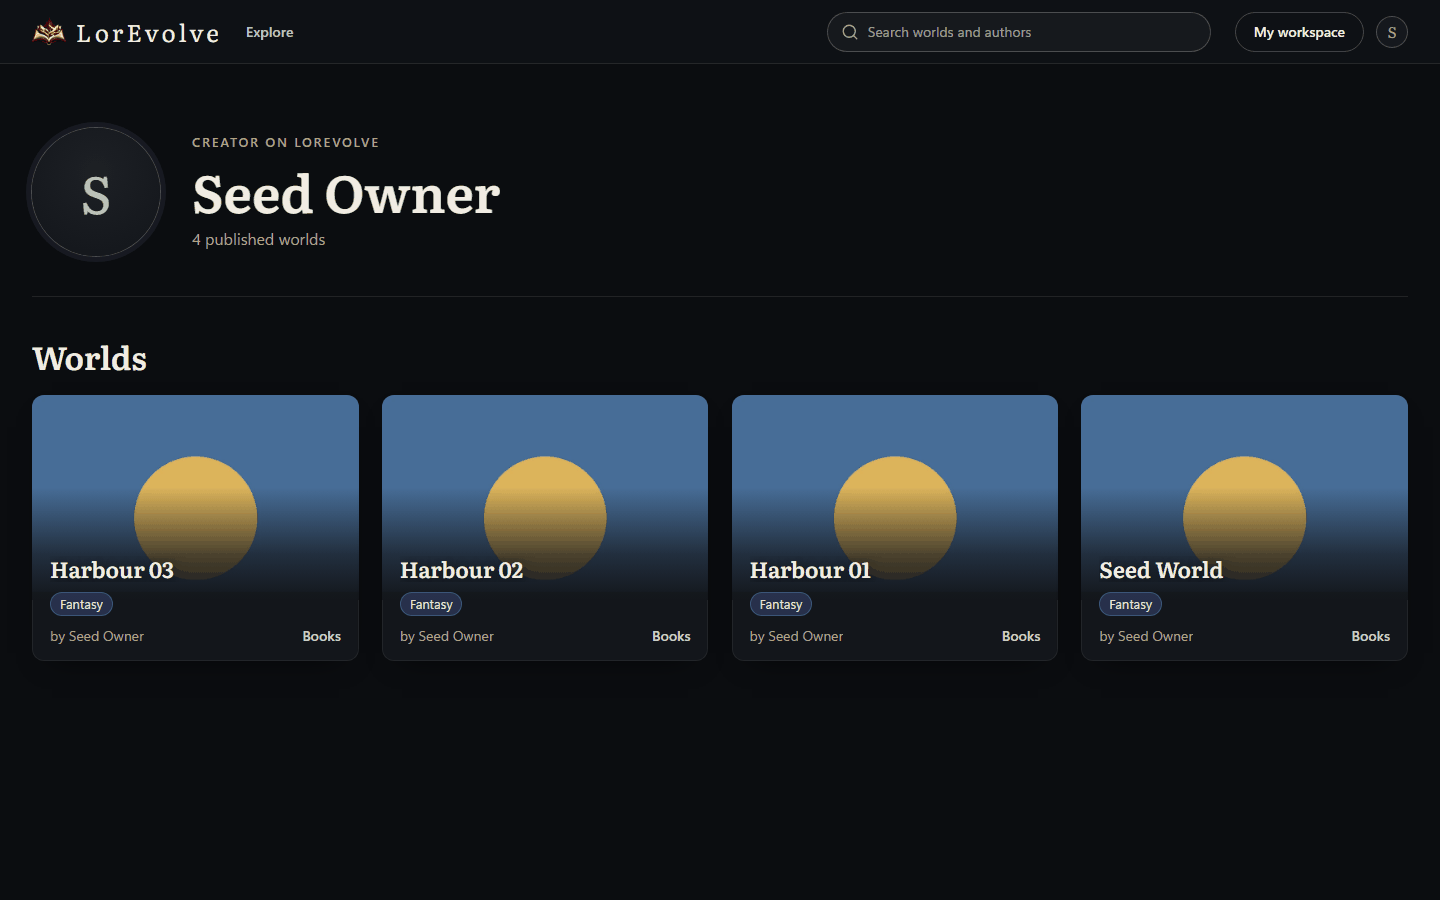 LorEvolve
Explore
Search worlds and authors
My workspace
S
S
CREATOR ON LOREVOLVE
Seed Owner
4 published worlds
Worlds
Harbour 03
Fantasy
by Seed Owner
Books
Harbour 02
Fantasy
by Seed Owner
Books
Harbour 01
Fantasy
by Seed Owner
Books
Seed World
Fantasy
by Seed Owner
Books